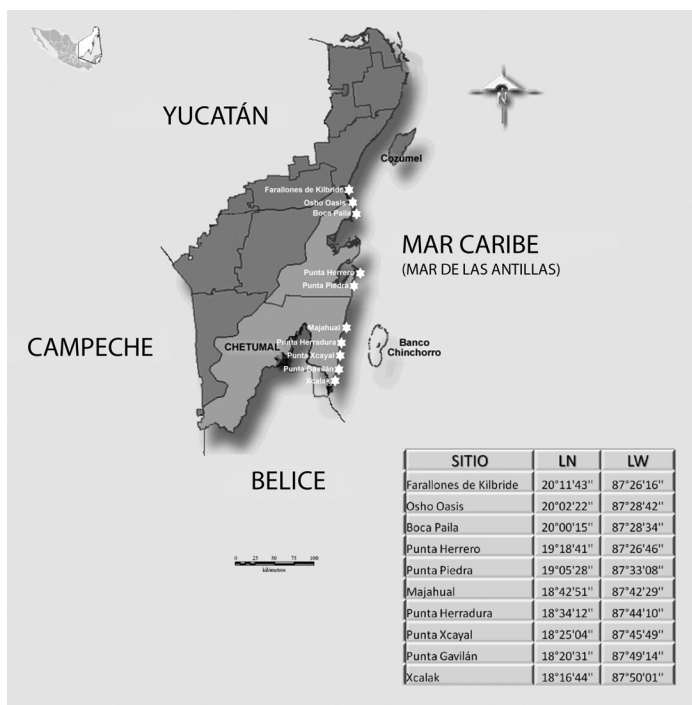 YUCATÁN
N
Cozumel
Farallones de Kilbride
Osho Oasis
Boca Paila
MAR CARIBE
(MAR DE LAS ANTILLAS)
Punta Herrero
Punta Piedra
CAMPECHE
Majahual
CHETUMAL
Punta Herradura
Punta Xcayal
Punta Gavilán
Xcalak
Banco
Chinchorro
BELICE
0 25 50 75 100
kilómetros
SITIO LN LW
Farallones de Kilbride 20°11'43'' 87°26'16''
Osho Oasis 20°02'22'' 87°28'42''
Boca Paila 20°00'15'' 87°28'34''
Punta Herrero 19°18'41'' 87°26'46''
Punta Piedra 19°05'28'' 87°33'08''
Majahual 18°42'51'' 87°42'29''
Punta Herradura 18°34'12'' 87°44'10''
Punta Xcayal 18°25'04'' 87°45'49''
Punta Gavilán 18°20'31'' 87°49'14''
Xcalak 18°16'44'' 87°50'01''